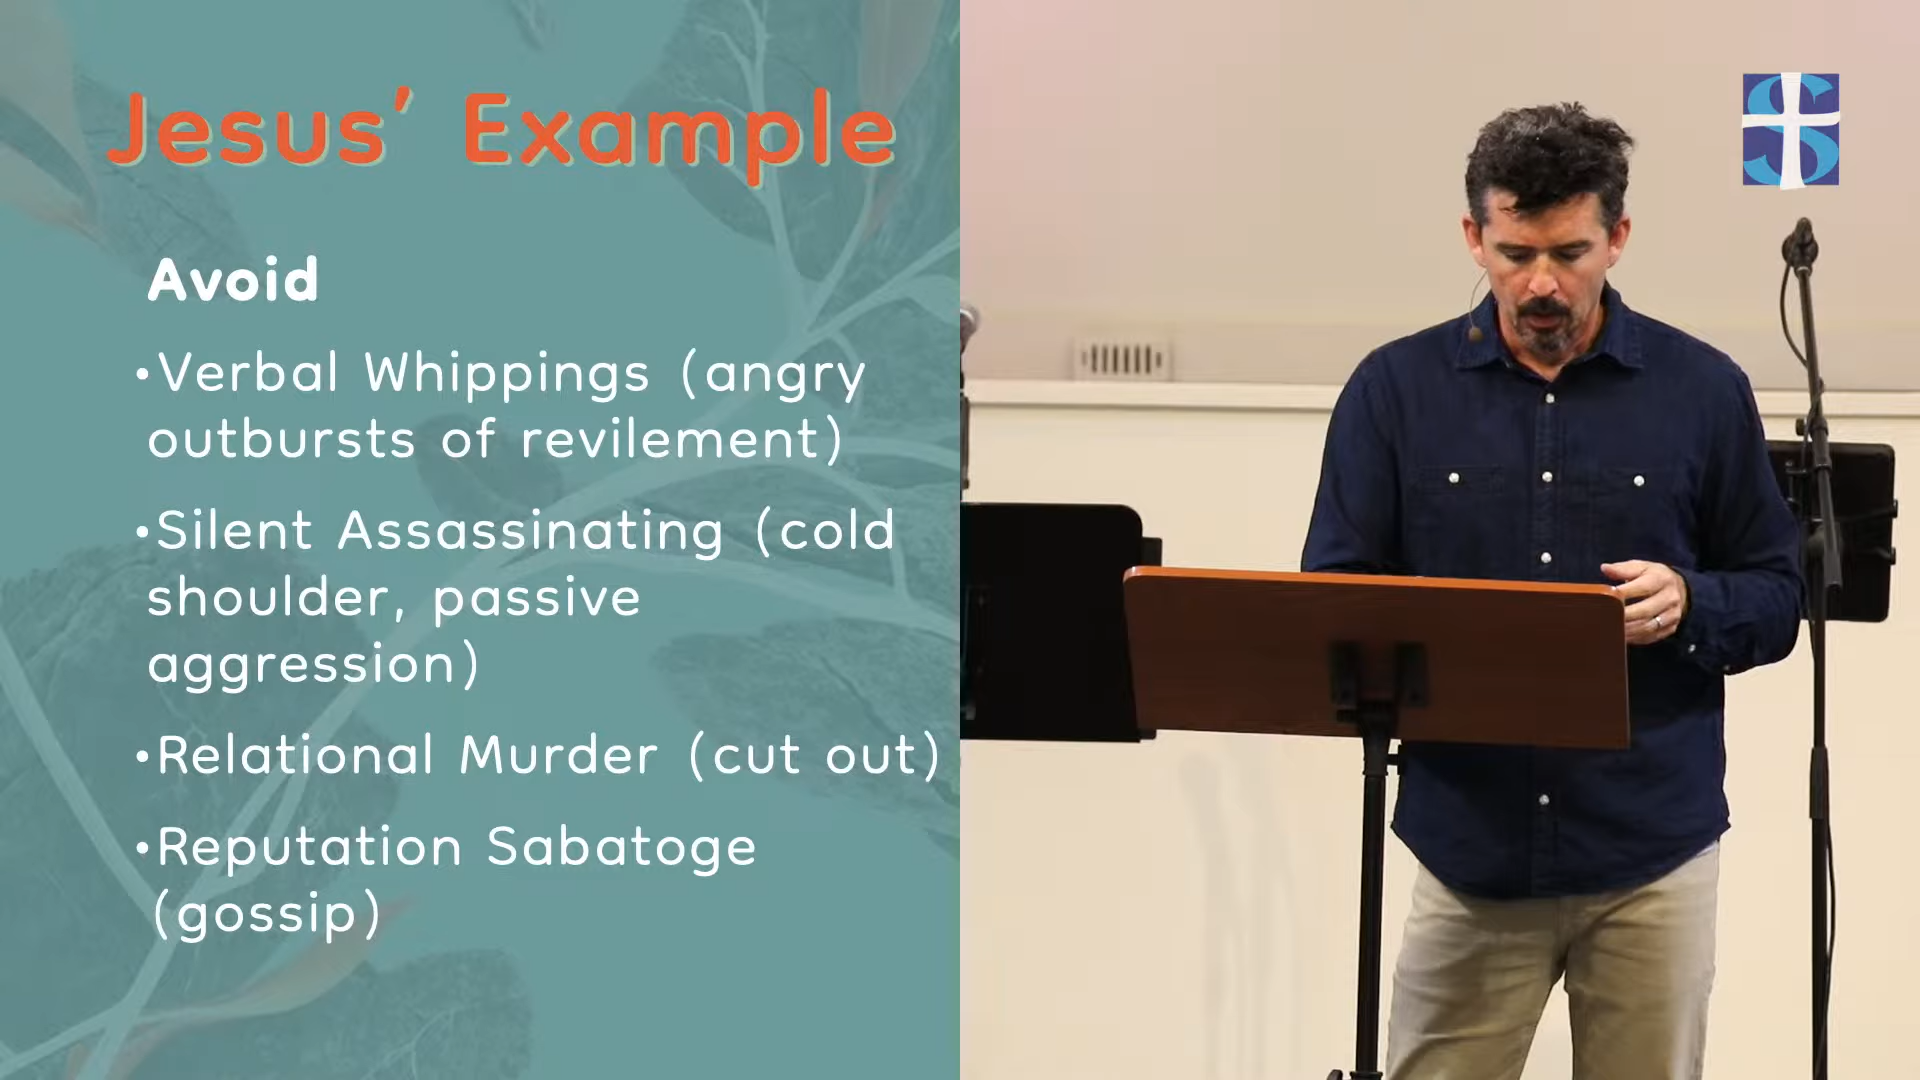 Jesus’ Example
Avoid
•Verbal Whippings (angry
outbursts of revilement)
•Silent Assassinating (cold
shoulder, passive
aggression)
•Relational Murder (cut out)
•Reputation Sabatoge
(gossip)
S